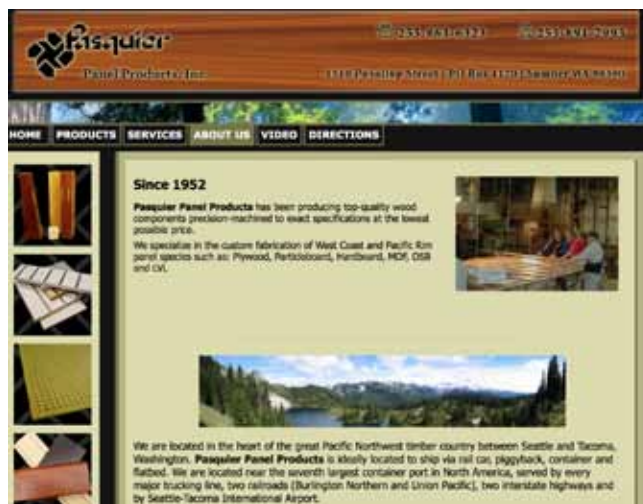 Pasquier
Panel Products, Inc.
HOME PRODUCTS SERVICES ABOUT US VIDEO DIRECTIONS
Since 1952
Pasquier Panel Products has been producing top-quality wood
components precision-machined to exact specifications at the lowest
possible price.
We specialize in the custom fabrication of West Coast and Pacific Rim
panel species such as: Plywood, Particleboard, Hardboard, MDF, OSB
and LVL.
We are located in the heart of the great Pacific Northwest timber country between Seattle and Tacoma,
Washington. Pasquier Panel Products is ideally located to ship via rail car, piggyback, container and
flatbed. We are located near the seventh largest container port in North America, served by every
major trucking line, two railroads (Burlington Northern and Union Pacific), two interstate highways and
by Seattle-Tacoma International Airport.